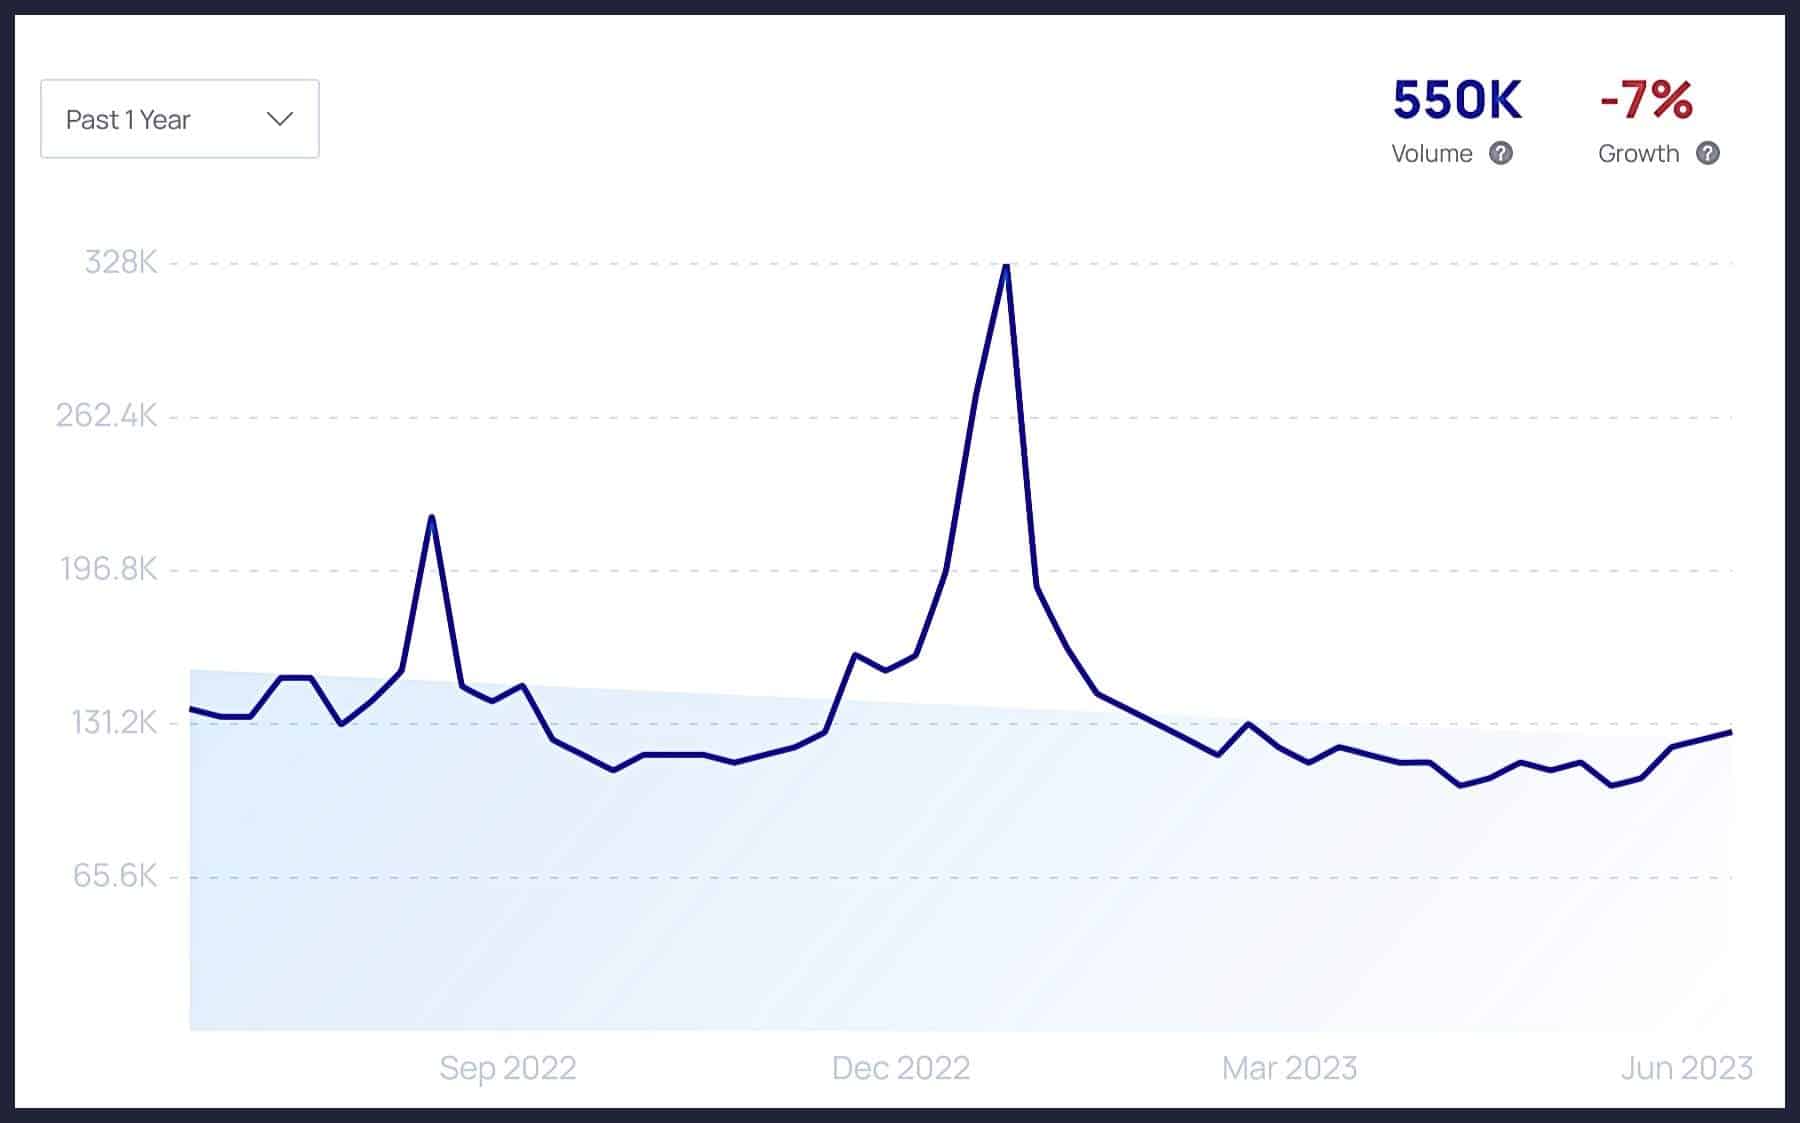 Past 1 Year
550K
-7%
Volume ?
Growth ?
328K
262.4K
196.8K
131.2K
65.6K
Sep 2022
Dec 2022
Mar 2023
Jun 2023